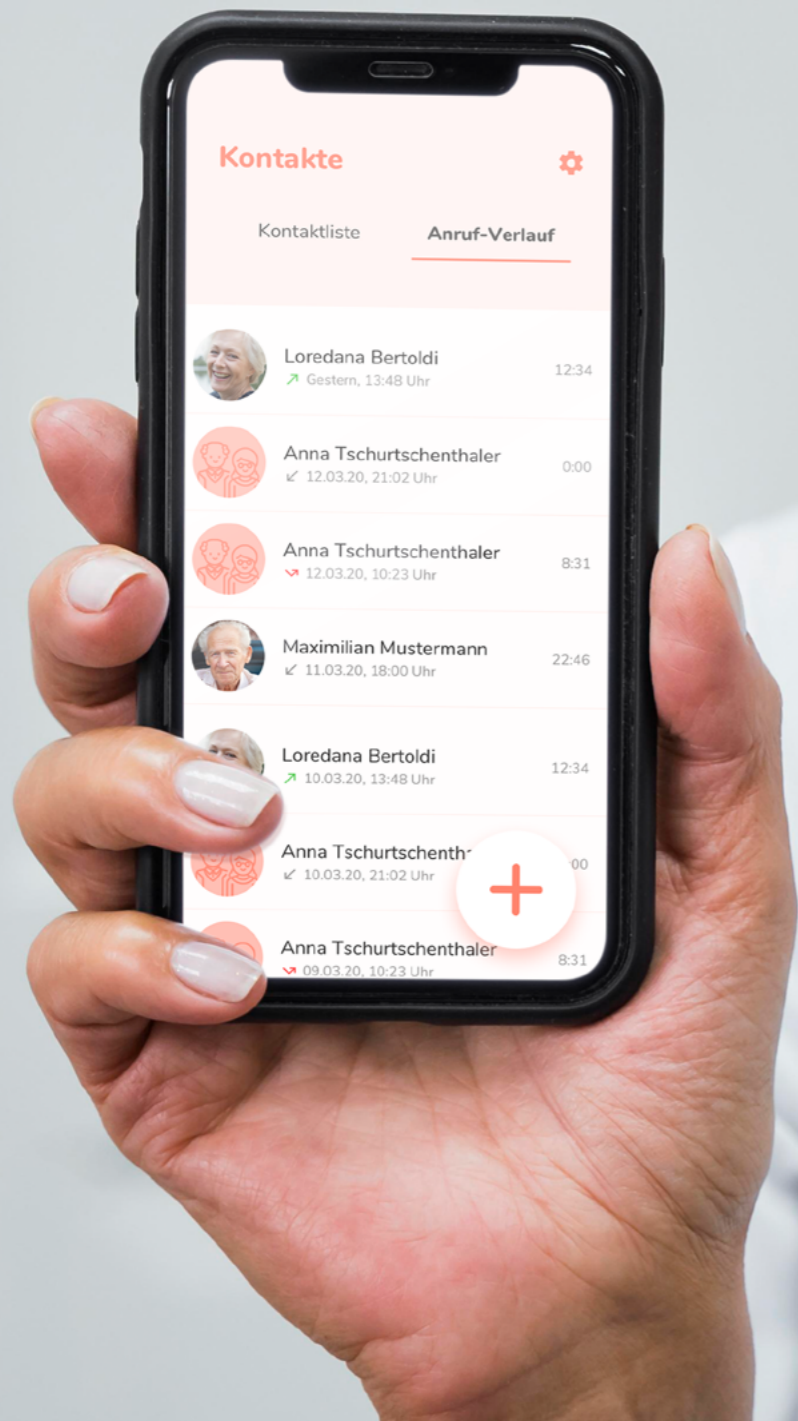 Kontakte
Kontaktliste
Anruf-Verlauf
Loredana Bertoldi
Gestern, 13:48 Uhr
12:34
Anna Tschurtschenthaler
12.03.20, 21:02 Uhr
0:00
Anna Tschurtschenthaler
12.03.20, 10:23 Uhr
8:31
Maximilian Mustermann
11.03.20, 18:00 Uhr
22:46
Loredana Bertoldi
10.03.20, 13:48 Uhr
12:34
Anna
10.03.20, 21:02 Uhr
Anna Tschurtschenthaler
09.03.20, 10:23 Uhr
8:31